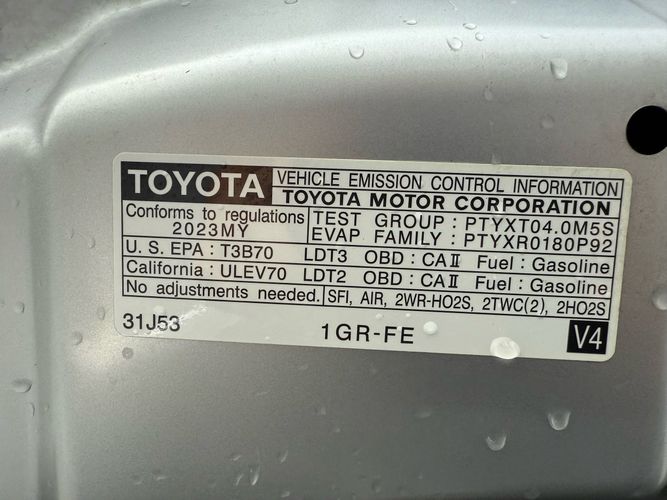 TOYOTA VEHICLE EMISSION CONTROL INFORMATION
TOYOTA MOTOR CORPORATION
Conforms to regulations TEST GROUP : PTYXT04.0M5S
2023MY EVAP FAMILY : PTYXR0180P92
U. S. EPA : T3B70 LDT3 OBD : CAⅡ Fuel : Gasoline
California : ULEV70 LDT2 OBD : CAⅡ Fuel : Gasoline
No adjustments needed. SFI, AIR, 2WR-HO2S, 2TWC(2), 2HO2S
31J53 1GR-FE V4